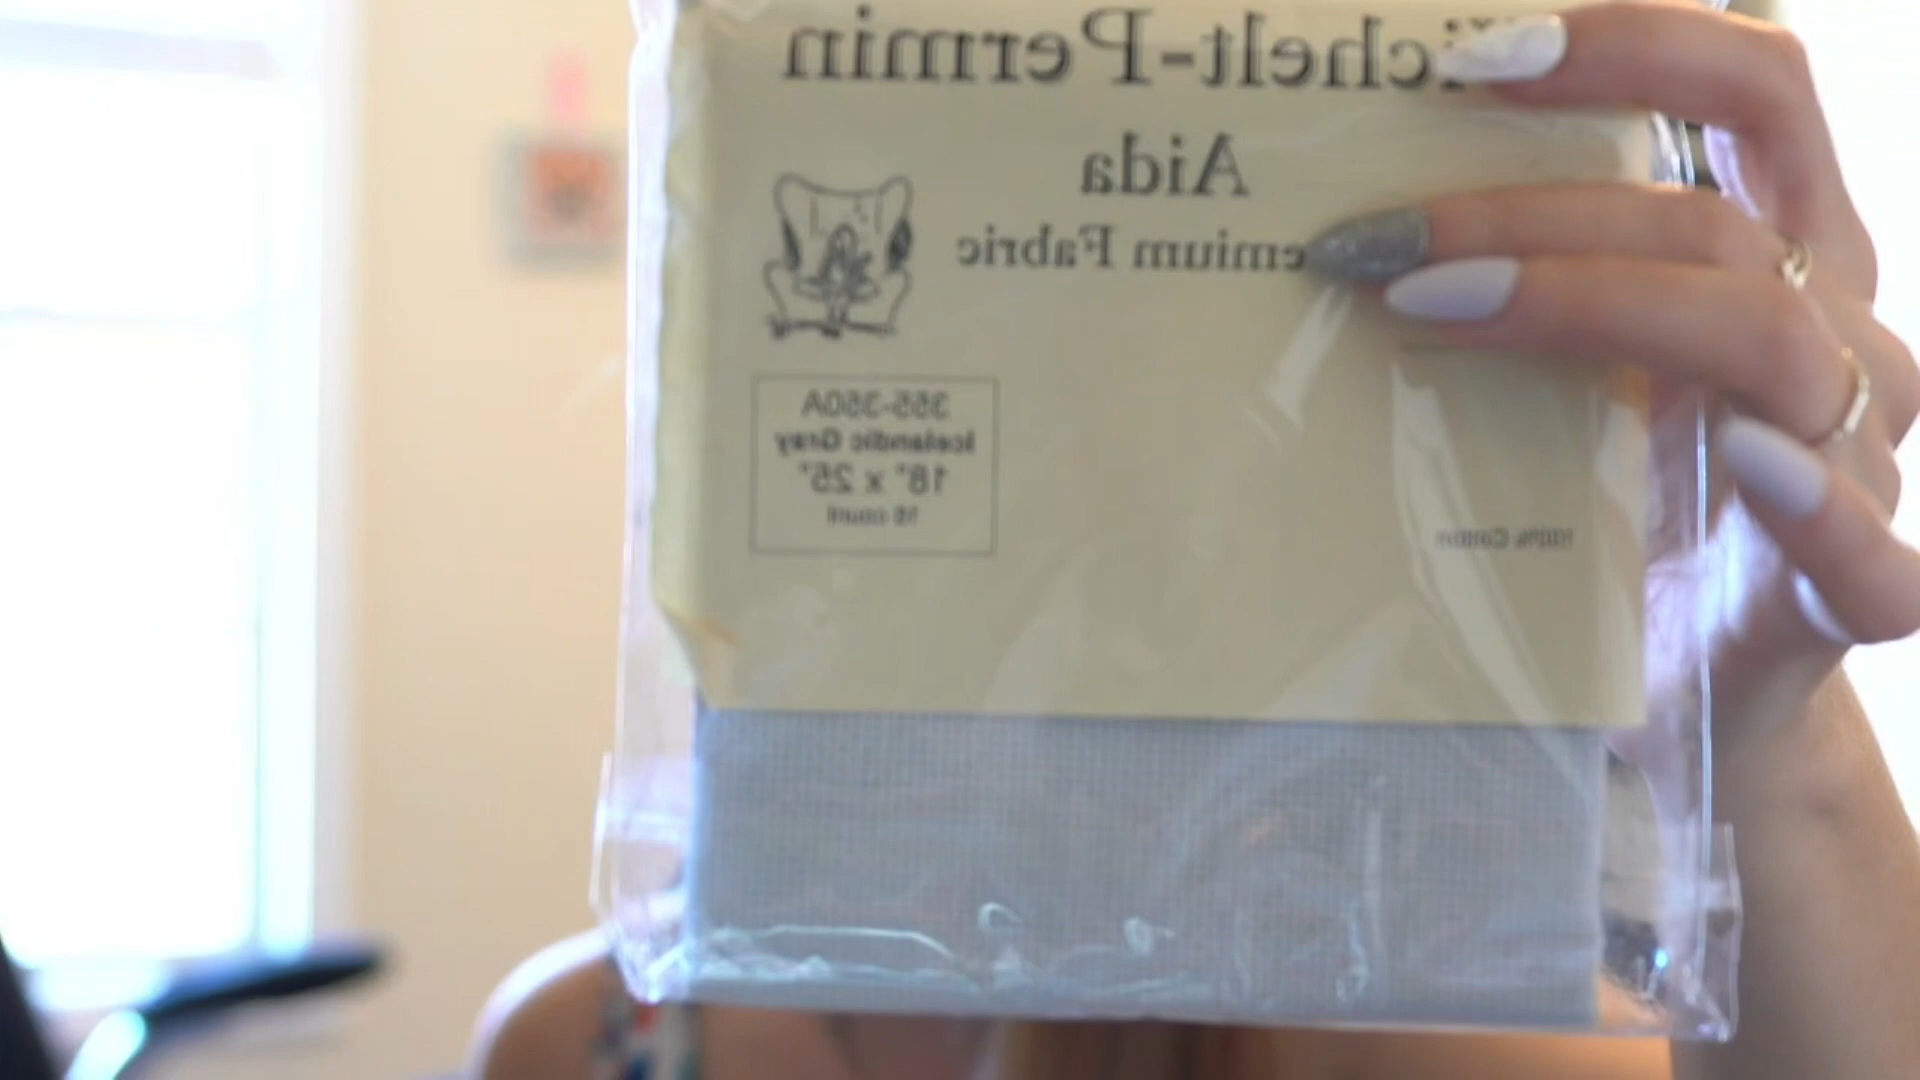 ichelt-Permin
Aida
emium Fabric
355-350A
Icelandic Gray
18" x 25"
100% Cotton